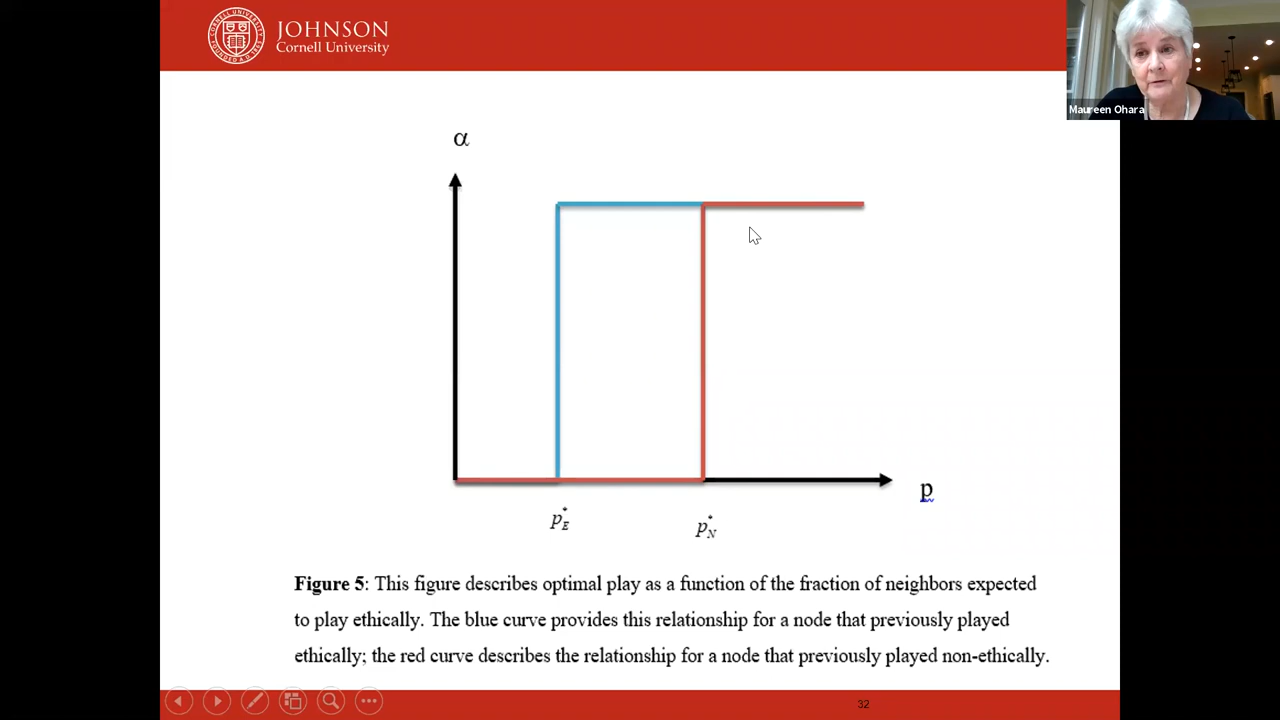 JOHNSON
Cornell University
Maureen Ohara
α
p
p*E
p*N
Figure 5: This figure describes optimal play as a function of the fraction of neighbors expected
to play ethically. The blue curve provides this relationship for a node that previously played
ethically; the red curve describes the relationship for a node that previously played non-ethically.
32